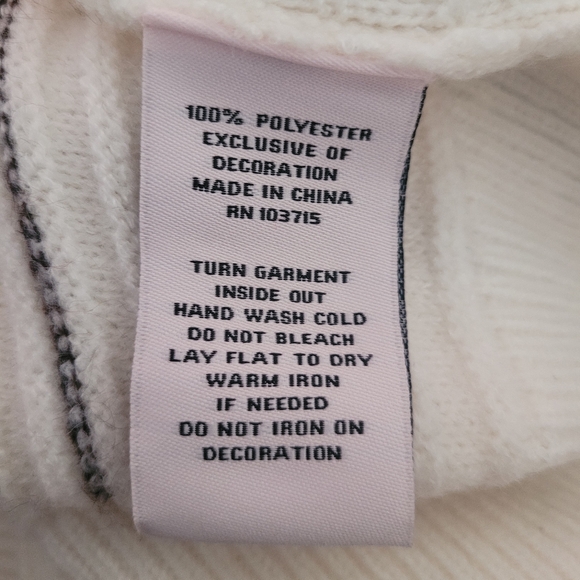 100% POLYESTER
EXCLUSIVE OF
DECORATION
MADE IN CHINA
RN 103715
TURN GARMENT
INSIDE OUT
HAND WASH COLD
DO NOT BLEACH
LAY FLAT TO DRY
WARM IRON
IF NEEDED
DO NOT IRON ON
DECORATION